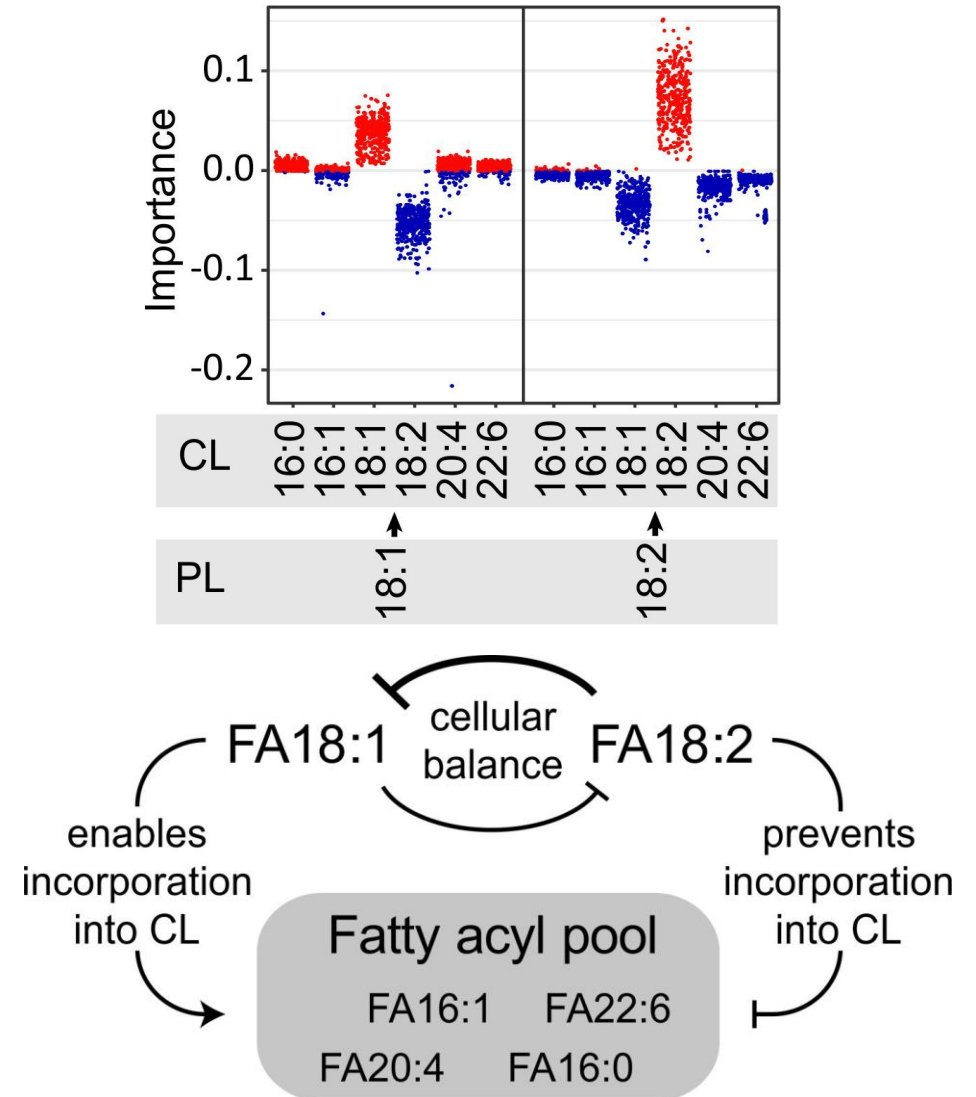 Importance
0.1
0.0
-0.1
-0.2
CL
16:0 16:1 18:1 18:2 20:4 22:6 16:0 16:1 18:1 18:2 20:4 22:6
PL
18:1 18:2
FA18:1
cellular
balance
FA18:2
enables
incorporation
into CL
prevents
incorporation
into CL
Fatty acyl pool
FA16:1 FA22:6
FA20:4 FA16:0